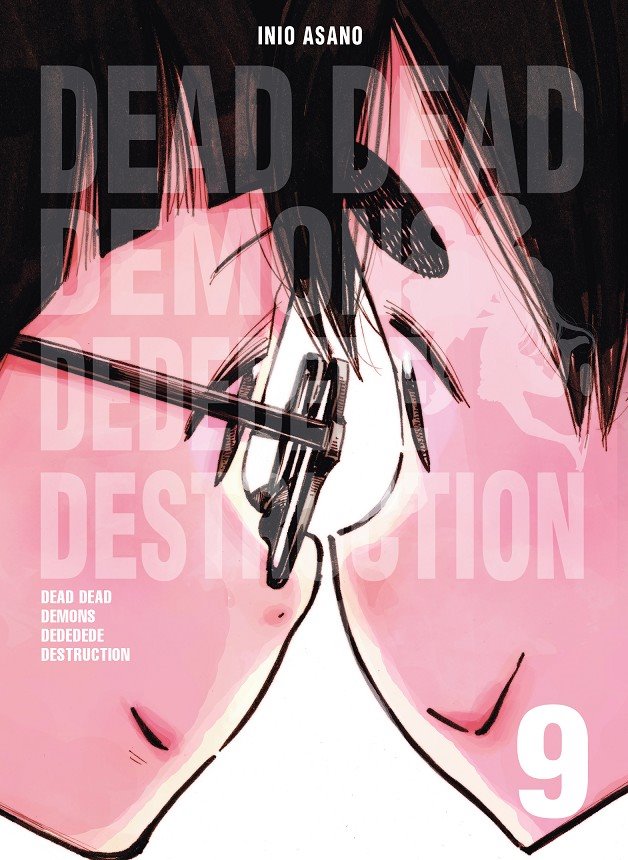 INIO ASANO
DEAD DEAD
DEMONS
DEDEDEDE
DESTRUCTION
DEAD DEAD
DEMONS
DEDEDEDE
DESTRUCTION
9